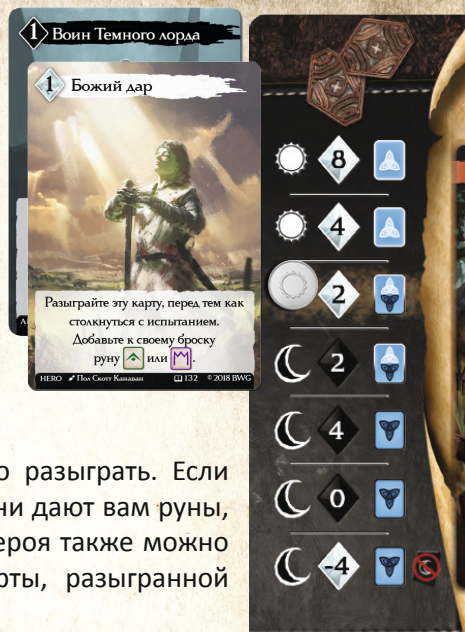 1 Воин Темного лорда
1 Божий дар
Разыграйте эту карту, перед тем как
столкнуться с испытанием.
Добавьте к своему броску
руну или .
HERO Пол Скотт Канаван 132 ©2018 BWG
A
8
4
2
2
4
0
-4
о разыграть. Если
ни дают вам руны,
ероя также можно
рты, разыгранной